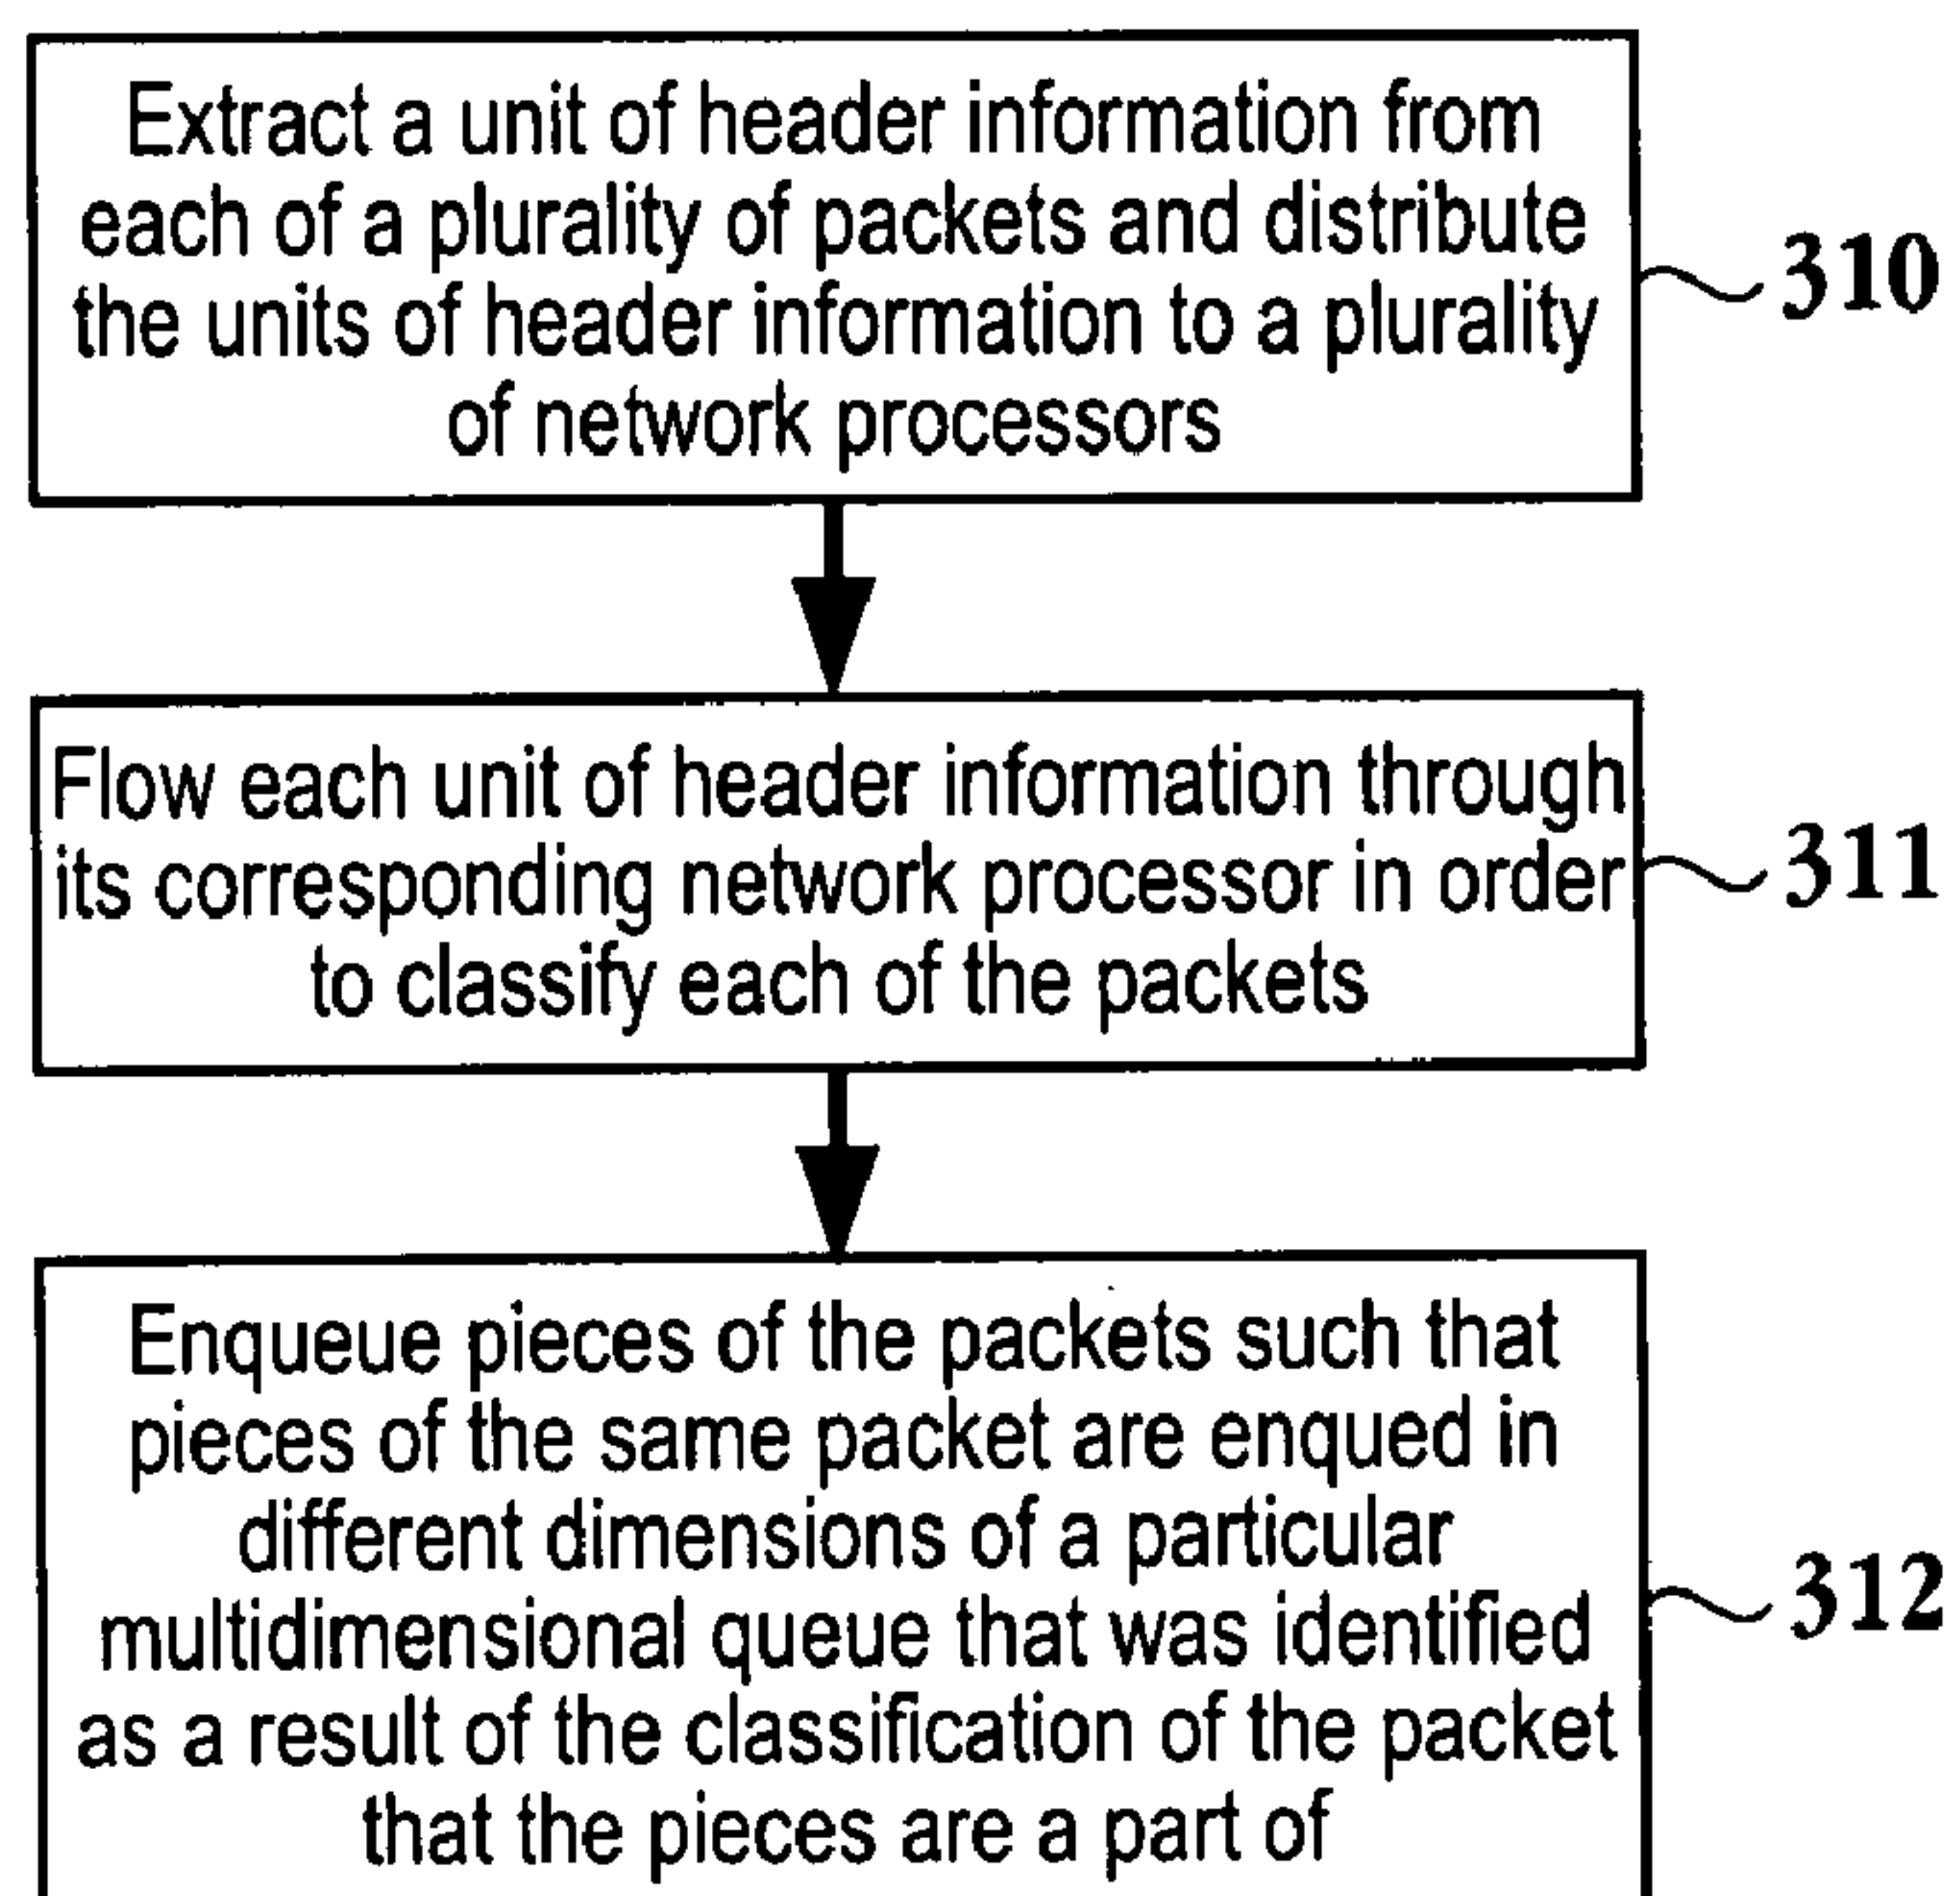 Extract a unit of header information from
each of a plurality of packets and distribute
the units of header information to a plurality
of network processors
310
Flow each unit of header information through
its corresponding network processor in order
to classify each of the packets
311
Enqueue pieces of the packets such that
pieces of the same packet are enqued in
different dimensions of a particular
multidimensional queue that was identified
as a result of the classification of the packet
that the pieces are a part of
312